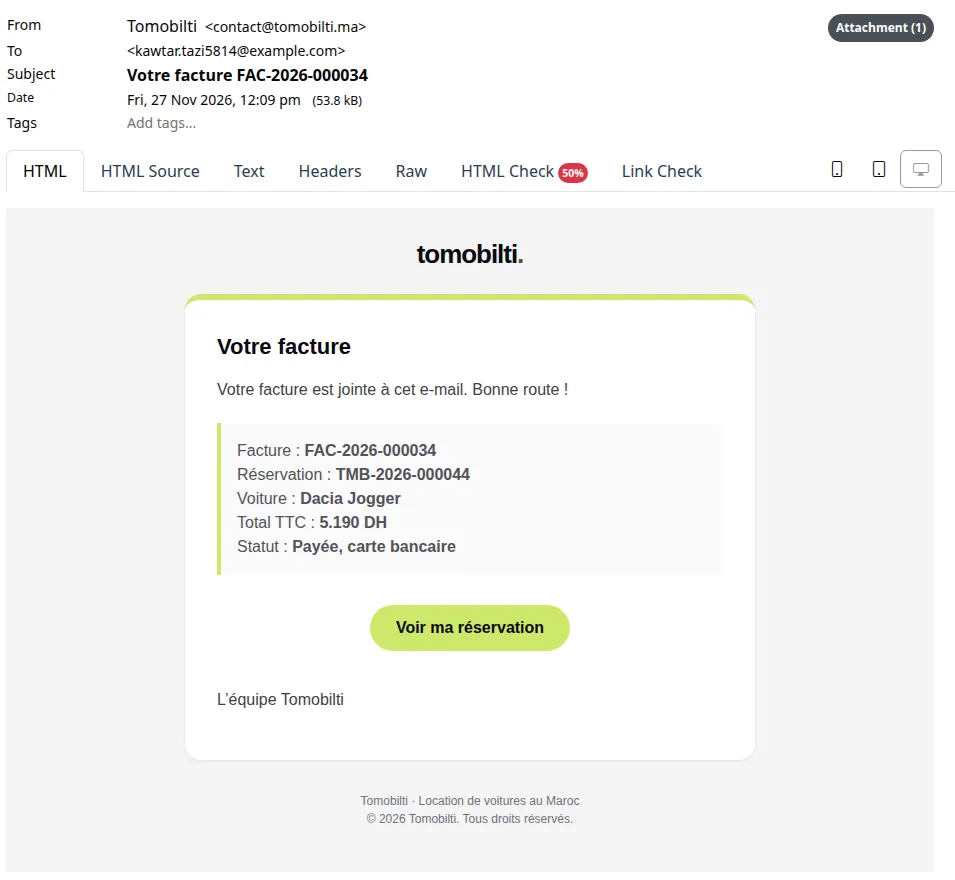 From Tomobilti <contact@tomobilti.ma> Attachment (1)
To <kawtar.tazi5814@example.com>
Subject Votre facture FAC-2026-000034
Date Fri, 27 Nov 2026, 12:09 pm (53.8 kB)
Tags Add tags...
HTML HTML Source Text Headers Raw HTML Check 50% Link Check
tomobilti.
Votre facture
Votre facture est jointe à cet e-mail. Bonne route !
Facture : FAC-2026-000034
Réservation : TMB-2026-000044
Voiture : Dacia Jogger
Total TTC : 5.190 DH
Statut : Payée, carte bancaire
Voir ma réservation
L'équipe Tomobilti
Tomobilti · Location de voitures au Maroc
© 2026 Tomobilti. Tous droits réservés.